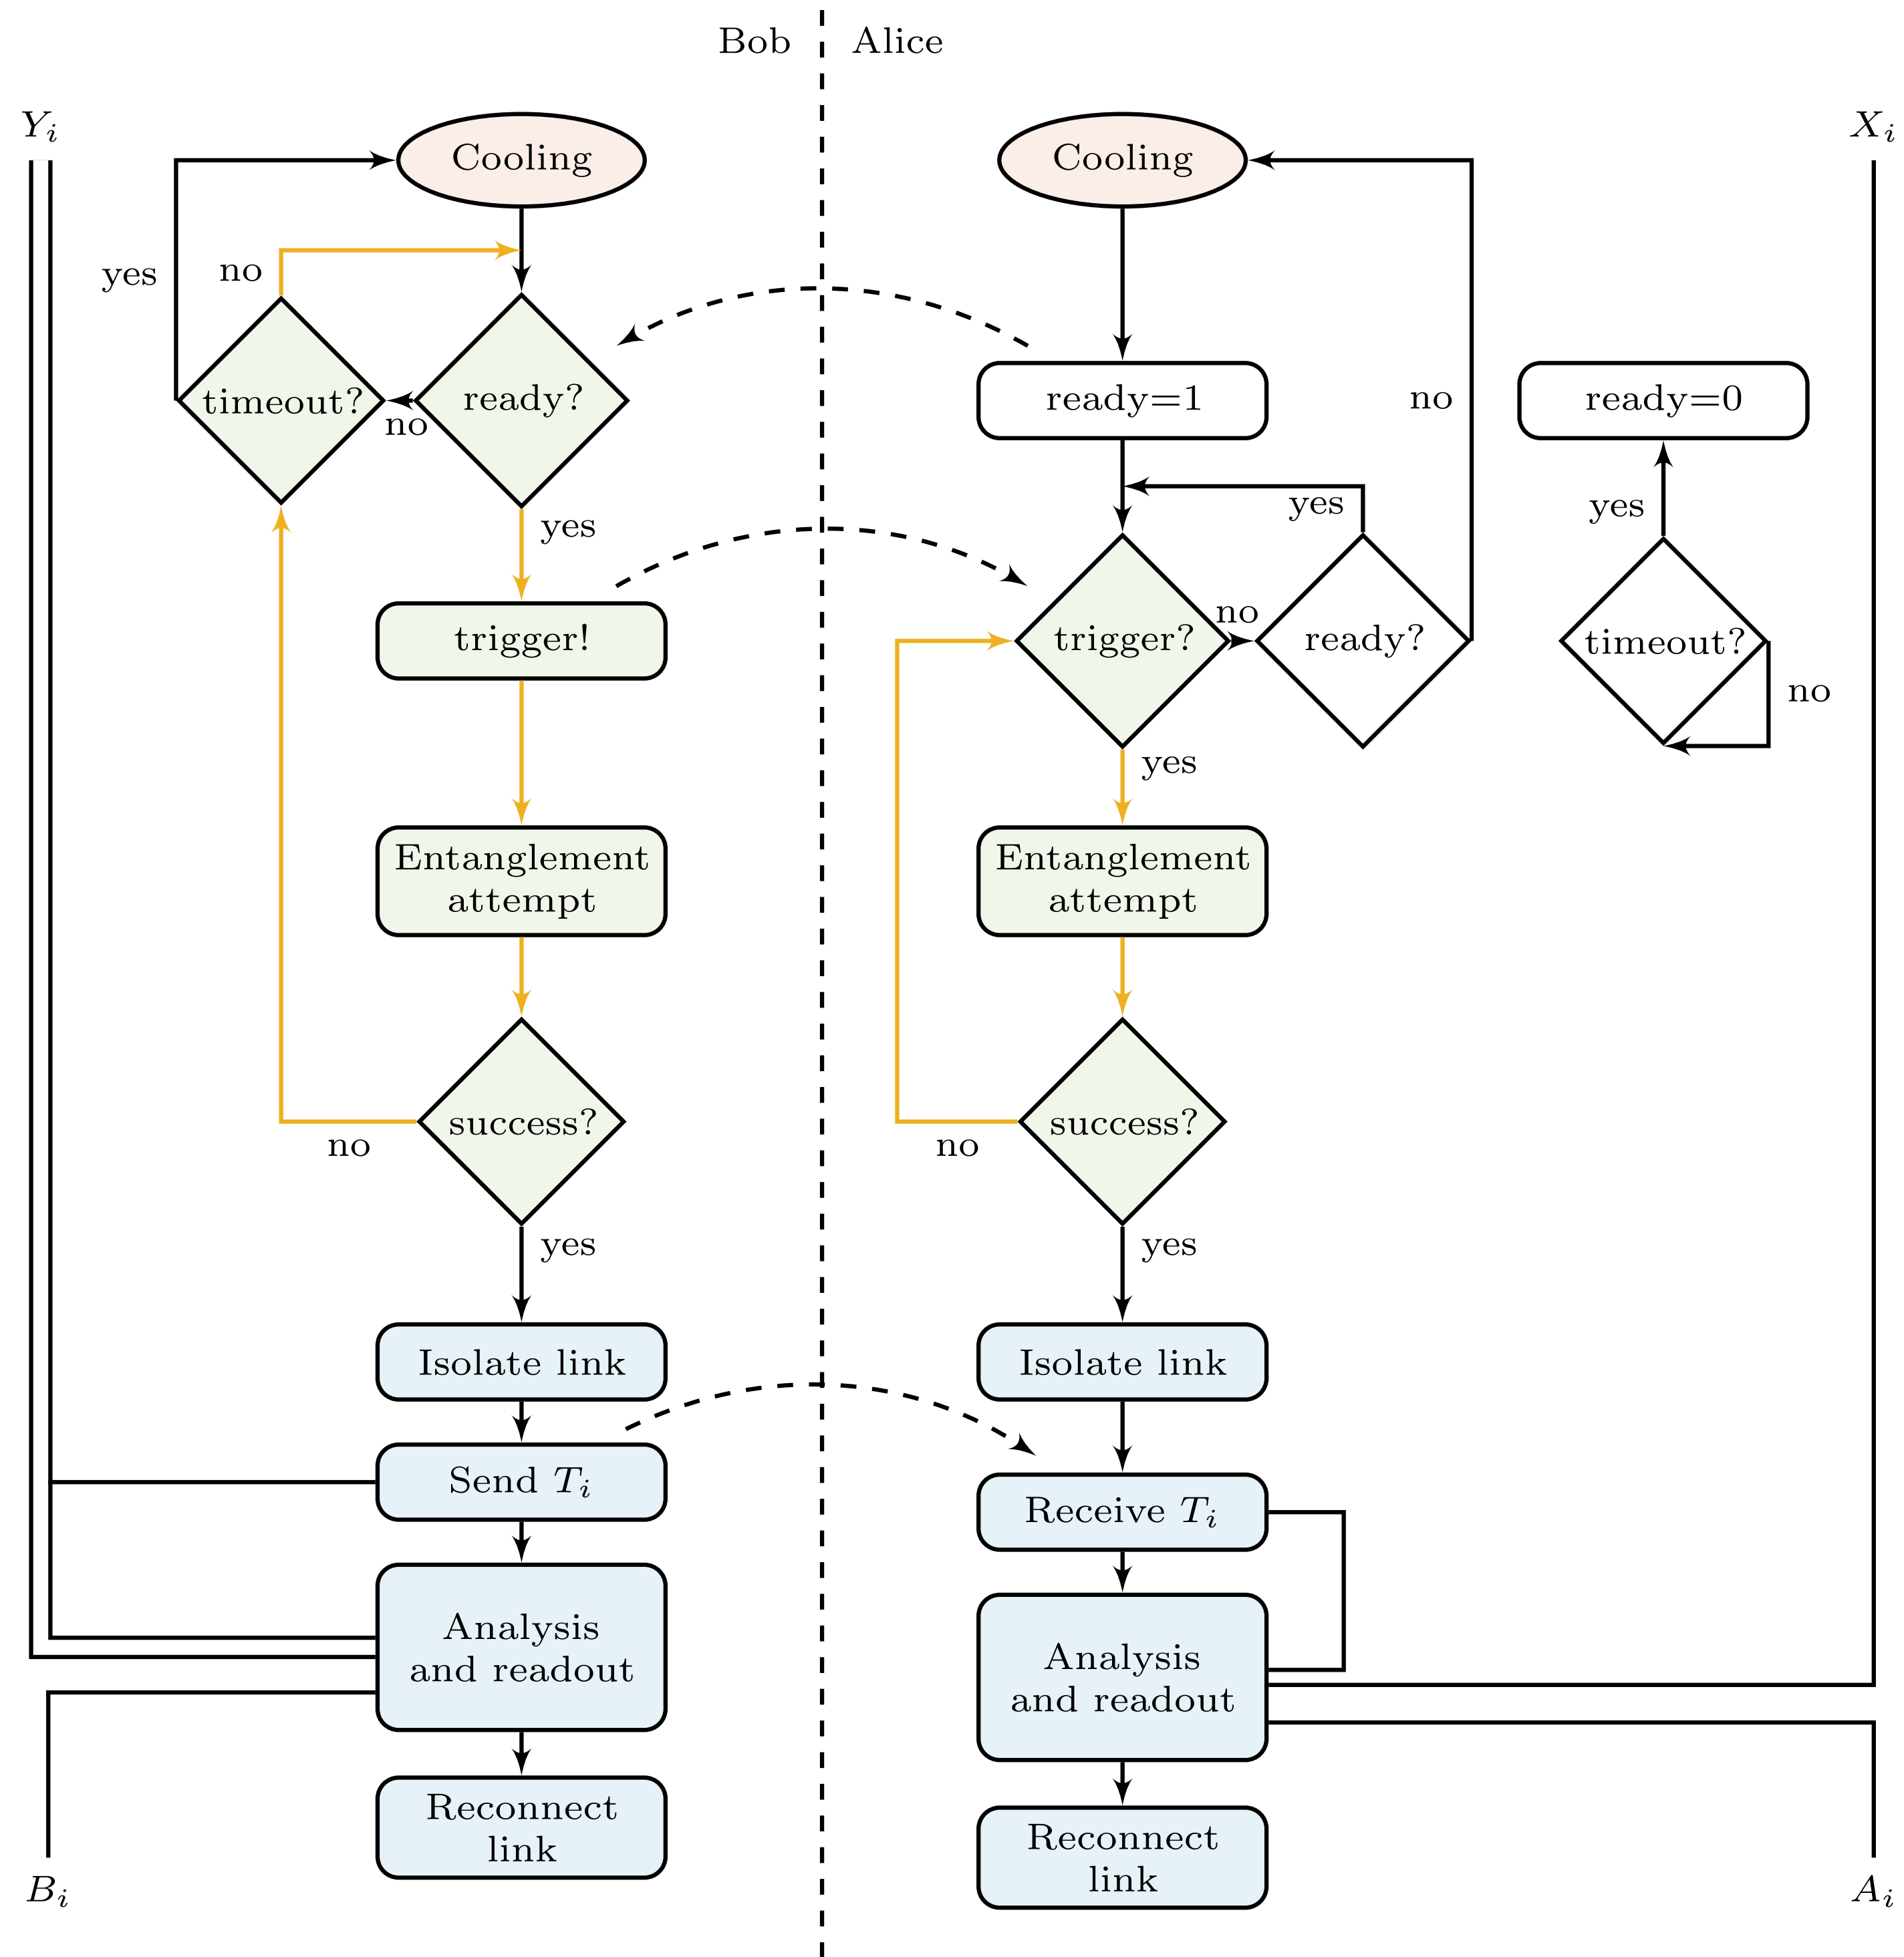 Bob
Alice
Y_i
X_i
Cooling
Cooling
yes
no
timeout?
no
ready?
yes
ready=1
no
ready=0
yes
yes
trigger!
trigger?
no
ready?
timeout?
no
yes
Entanglement
attempt
Entanglement
attempt
success?
no
success?
no
yes
yes
Isolate link
Isolate link
Send T_i
Receive T_i
Analysis
and readout
Analysis
and readout
Reconnect
link
Reconnect
link
B_i
A_i